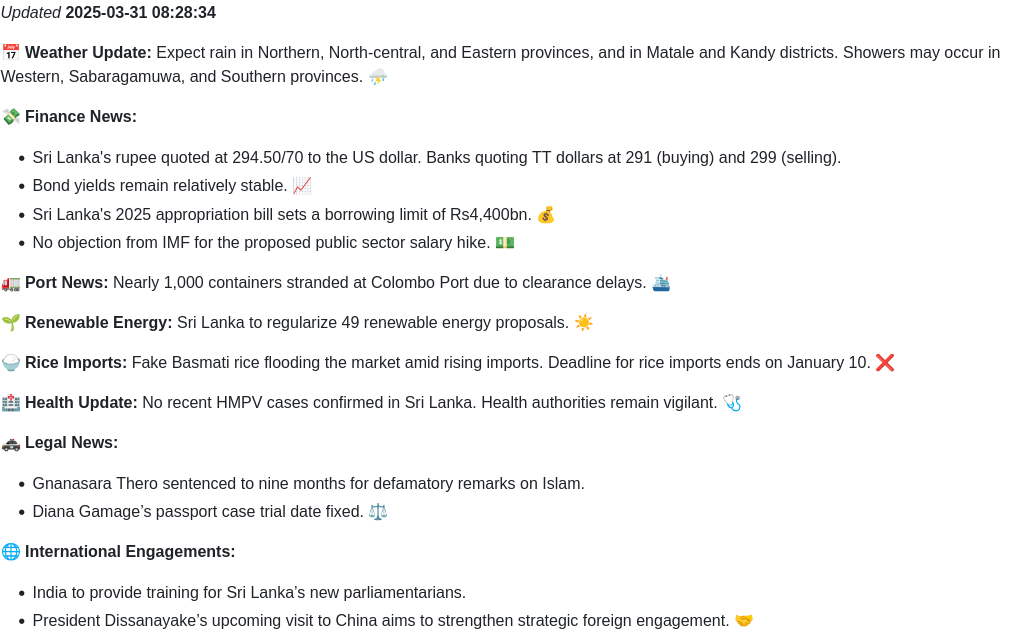 Updated 2025-03-31 08:28:34
📅 Weather Update: Expect rain in Northern, North-central, and Eastern provinces, and in Matale and Kandy districts. Showers may occur in
Western, Sabaragamuwa, and Southern provinces. ⛈️
💸 Finance News:
• Sri Lanka's rupee quoted at 294.50/70 to the US dollar. Banks quoting TT dollars at 291 (buying) and 299 (selling).
• Bond yields remain relatively stable. 📈
• Sri Lanka's 2025 appropriation bill sets a borrowing limit of Rs4,400bn. 💰
• No objection from IMF for the proposed public sector salary hike. 💵
🚛 Port News: Nearly 1,000 containers stranded at Colombo Port due to clearance delays. 🛳️
🌱 Renewable Energy: Sri Lanka to regularize 49 renewable energy proposals. ☀️
🍚 Rice Imports: Fake Basmati rice flooding the market amid rising imports. Deadline for rice imports ends on January 10. ❌
🏥 Health Update: No recent HMPV cases confirmed in Sri Lanka. Health authorities remain vigilant. 🩺
🚓 Legal News:
• Gnanasara Thero sentenced to nine months for defamatory remarks on Islam.
• Diana Gamage’s passport case trial date fixed. ⚖️
🌐 International Engagements:
• India to provide training for Sri Lanka’s new parliamentarians.
• President Dissanayake’s upcoming visit to China aims to strengthen strategic foreign engagement. 🤝